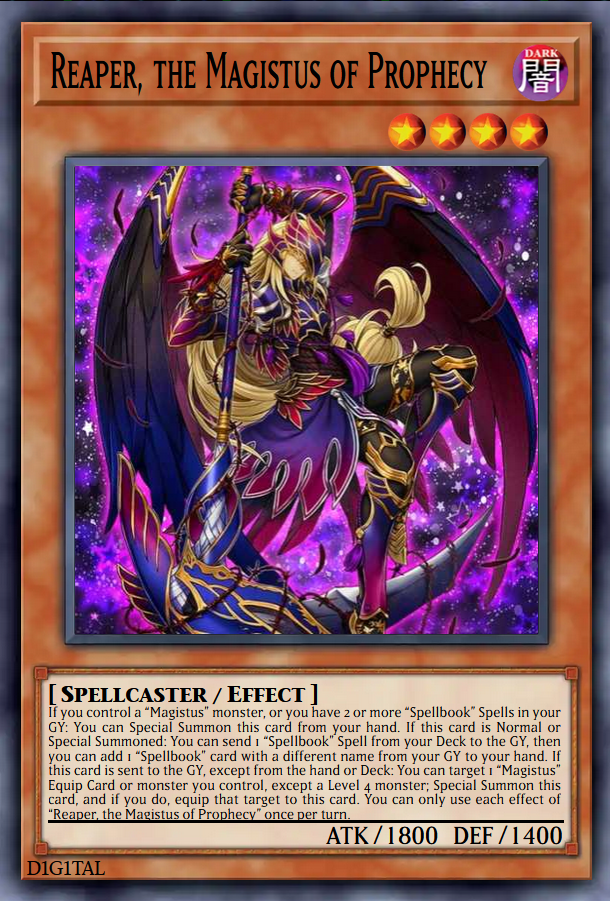 Reaper, the Magistus of Prophecy
DARK
闇
[ Spellcaster / Effect ]
If you control a “Magistus” monster, or you have 2 or more “Spellbook” Spells in your
GY: You can Special Summon this card from your hand. If this card is Normal or
Special Summoned: You can send 1 “Spellbook” Spell from your Deck to the GY, then
you can add 1 “Spellbook” card with a different name from your GY to your hand. If
this card is sent to the GY, except from the hand or Deck: You can target 1 “Magistus”
Equip Card or monster you control, except a Level 4 monster; Special Summon this
card, and if you do, equip that target to this card. You can only use each effect of
“Reaper, the Magistus of Prophecy” once per turn.
ATK / 1800 DEF / 1400
D1G1TAL